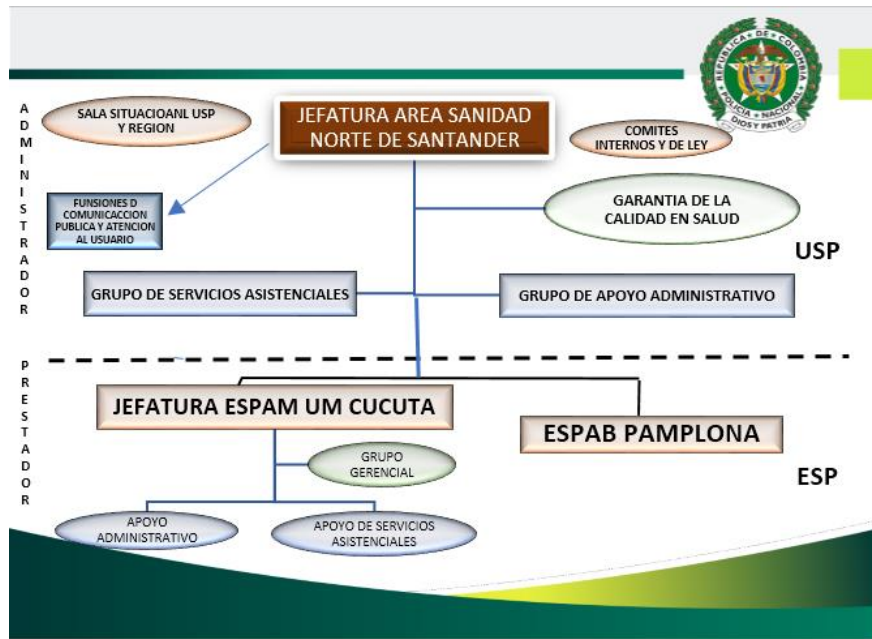 REPUBLICA DE COLOMBIA
POLICIA NACIONAL
DIOS Y PATRIA
ADMINISTRADOR
SALA SITUACIOANL USP
Y REGION
JEFATURA AREA SANIDAD
NORTE DE SANTANDER
COMITES
INTERNOS Y DE LEY
FUNSIONES D
COMUNICACCION
PUBLICA Y ATENCION
AL USUARIO
GARANTIA DE LA
CALIDAD EN SALUD
USP
GRUPO DE SERVICIOS ASISTENCIALES
GRUPO DE APOYO ADMINISTRATIVO
PRESTADOR
JEFATURA ESPAM UM CUCUTA
ESPAB PAMPLONA
GRUPO
GERENCIAL
ESP
APOYO
ADMINISTRATIVO
APOYO DE SERVICIOS
ASISTENCIALES